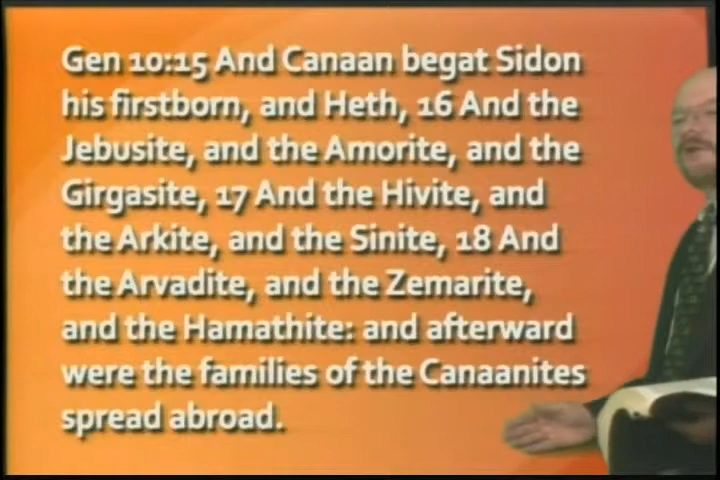 Gen 10:15 And Canaan begat Sidon
his firstborn, and Heth, 16 And the
Jebusite, and the Amorite, and the
Girgasite, 17 And the Hivite, and
the Arkite, and the Sinite, 18 And
the Arvadite, and the Zemarite,
and the Hamathite: and afterward
were the families of the Canaanites
spread abroad.